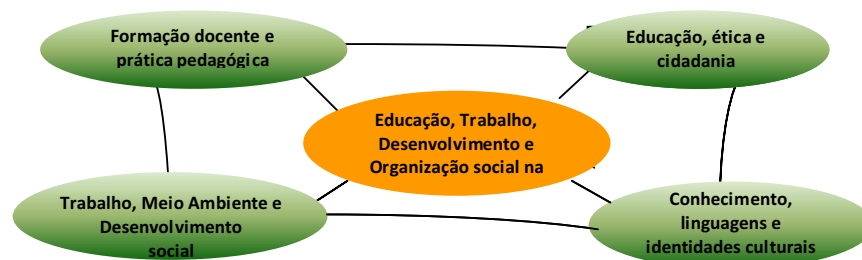 Formação docente e
prática pedagógica
Educação, ética e
cidadania
Educação, Trabalho,
Desenvolvimento e
Organização social na
Trabalho, Meio Ambiente e
Desenvolvimento
social
Conhecimento,
linguagens e
identidades culturais